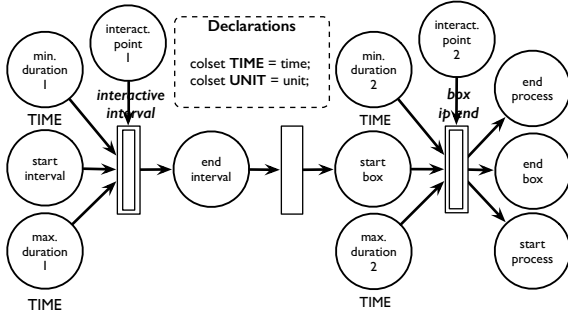 interact.
point
1
Declarations
colset TIME = time;
colset UNIT = unit;
interact.
point
2
min.
duration
1
TIME
interactive
interval
min.
duration
2
TIME
box
ip end
end
process
start
interval
end
interval
start
box
end
box
max.
duration
1
TIME
max.
duration
2
TIME
start
process